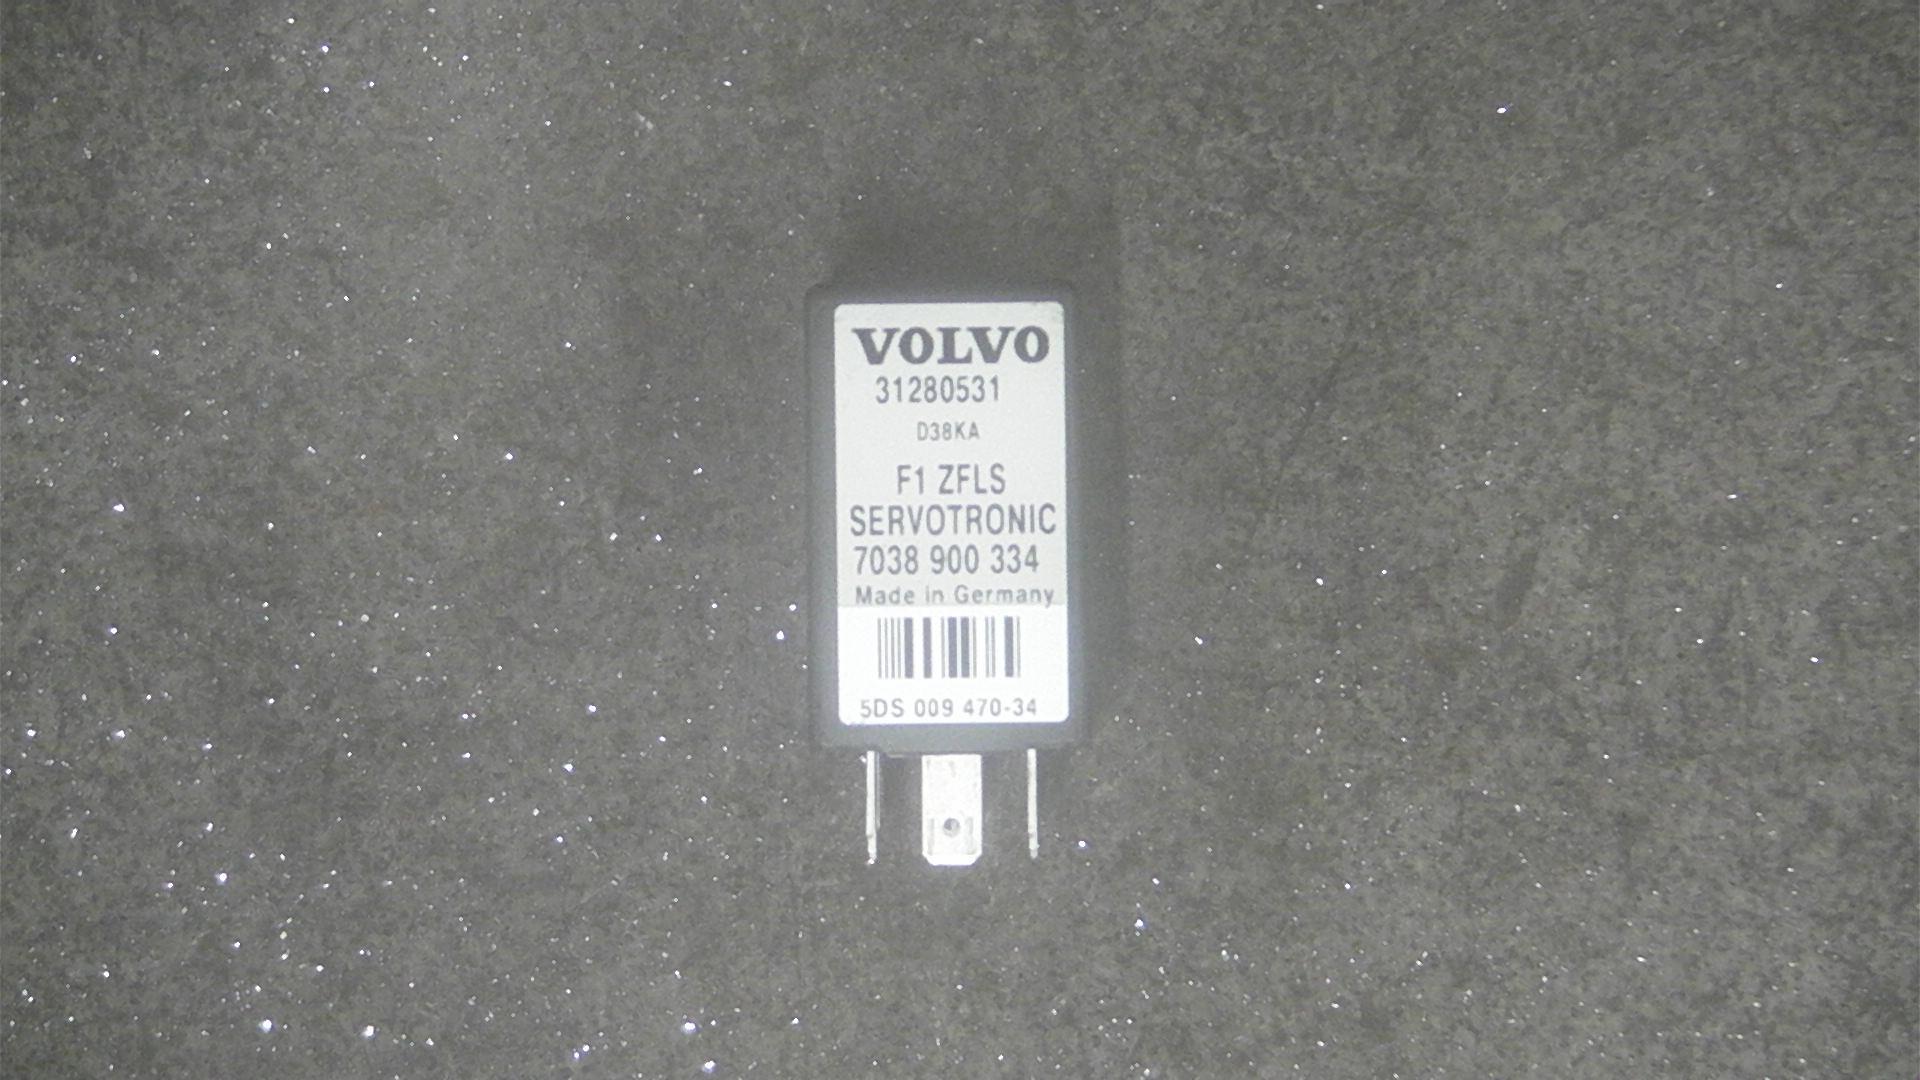 VOLVO
31280531
D38KA
F1 ZFLS
SERVOTRONIC
7038 900 334
Made in Germany
5DS 009 470-34